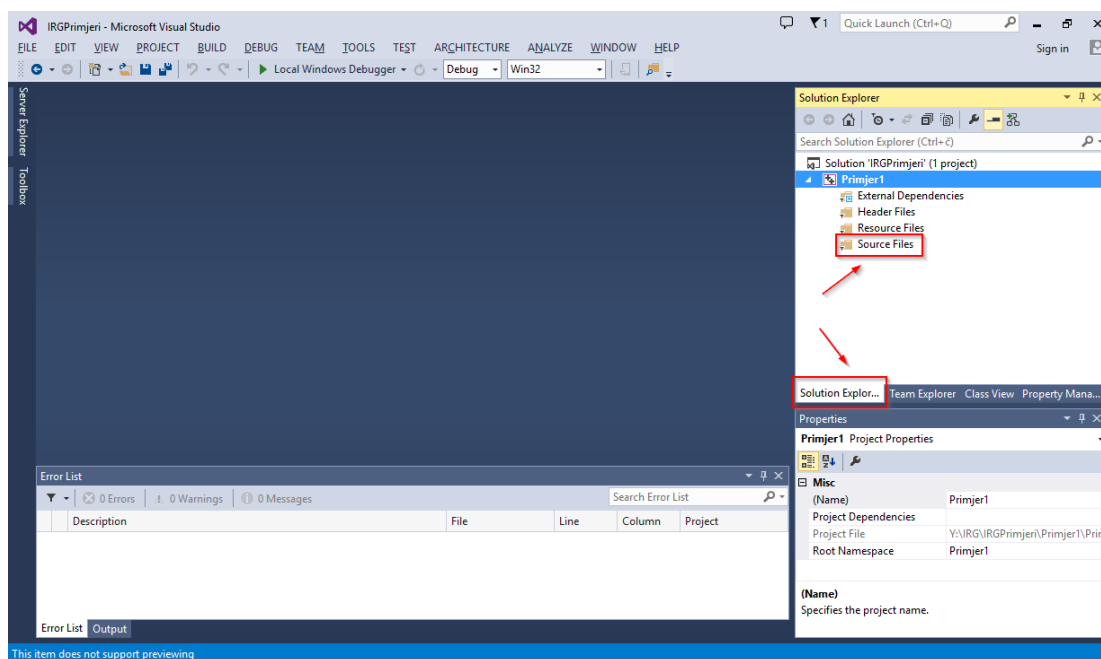 IRGPrimjeri - Microsoft Visual Studio
1
Quick Launch (Ctrl+Q)
FILE EDIT VIEW PROJECT BUILD DEBUG TEAM TOOLS TEST ARCHITECTURE ANALYZE WINDOW HELP
Sign in
Local Windows Debugger
Debug
Win32
Server Explorer
Toolbox
Solution Explorer
Search Solution Explorer (Ctrl+č)
Solution 'IRGPrimjeri' (1 project)
Primjer1
External Dependencies
Header Files
Resource Files
Source Files
Solution Explor... Team Explorer Class View Property Mana...
Properties
Primjer1 Project Properties
Misc
(Name) Primjer1
Project Dependencies
Project File Y:\IRG\IRGPrimjeri\Primjer1\Prir
Root Namespace Primjer1
(Name)
Specifies the project name.
Error List
0 Errors 0 Warnings 0 Messages
Search Error List
Description File Line Column Project
Error List Output
This item does not support previewing